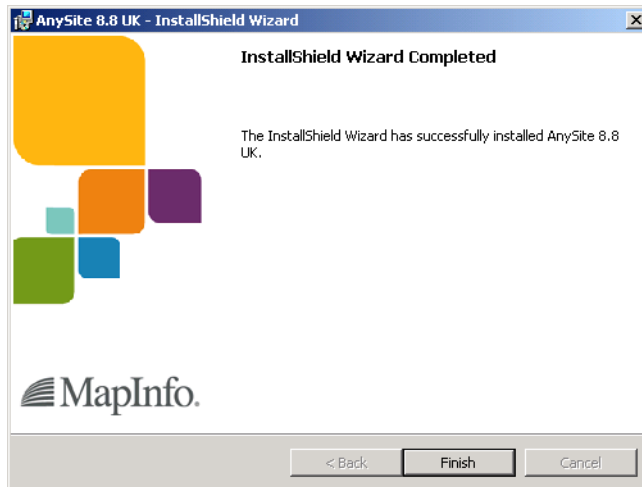 AnySite 8.8 UK - InstallShield Wizard
InstallShield Wizard Completed
The InstallShield Wizard has successfully installed AnySite 8.8
UK.
MapInfo.
< Back
Finish
Cancel